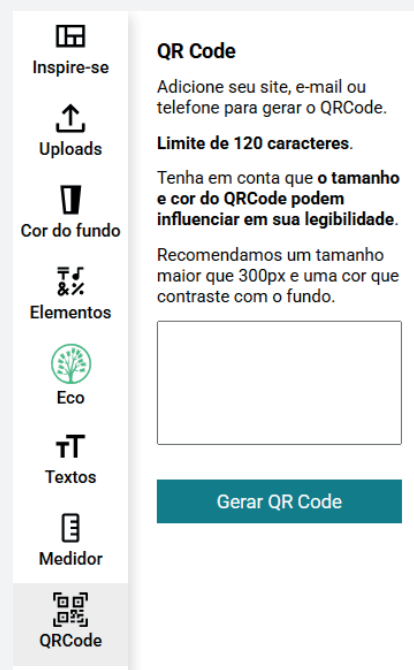 Inspire-se
Uploads
Cor do fundo
Elementos
Eco
Textos
Medidor
QRCode
QR Code
Adicione seu site, e-mail ou
telefone para gerar o QRCode.
Limite de 120 caracteres.
Tenha em conta que o tamanho
e cor do QRCode podem
influenciar em sua legibilidade.
Recomendamos um tamanho
maior que 300px e uma cor que
contraste com o fundo.
Gerar QR Code